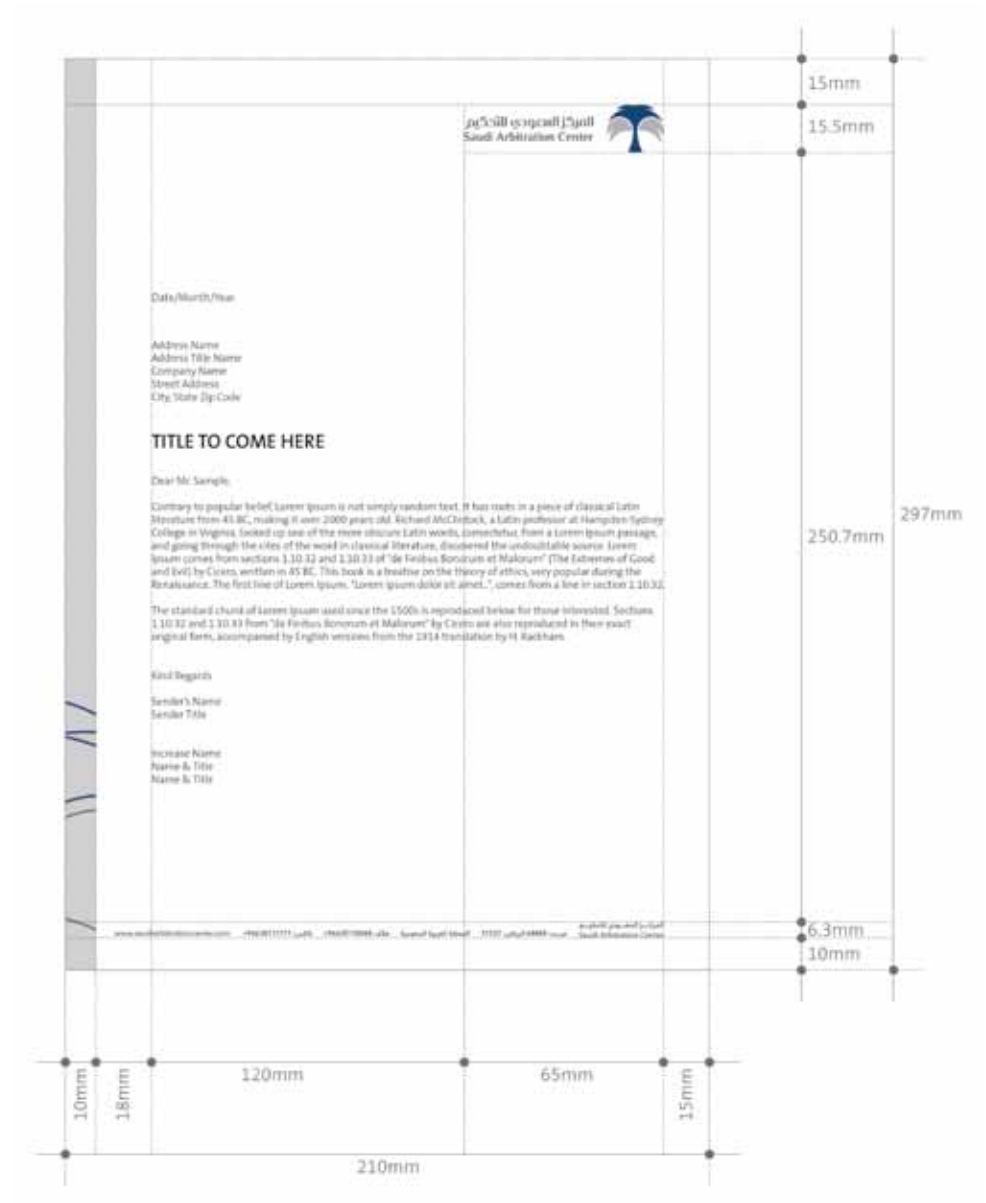 15mm
المركز السعودي للتحكيم
Saudi Arbitration Center
15.5mm
Date/Month/Year
Address Name
Address Title Name
Company Name
Street Address
City, State Zip Code
TITLE TO COME HERE
Dear Mr. Sample,
Contrary to popular belief, Lorem Ipsum is not simply random text. It has roots in a piece of classical Latin
literature from 45 BC, making it over 2000 years old. Richard McClintock, a Latin professor at Hampden-Sydney
College in Virginia, looked up one of the more obscure Latin words, consectetur, from a Lorem Ipsum passage,
and going through the cites of the word in classical literature, discovered the undoubtable source. Lorem
Ipsum comes from sections 1.10.32 and 1.10.33 of "de Finibus Bonorum et Malorum" (The Extremes of Good
and Evil) by Cicero, written in 45 BC. This book is a treatise on the theory of ethics, very popular during the
Renaissance. The first line of Lorem Ipsum, "Lorem ipsum dolor sit amet..", comes from a line in section 1.10.32.
The standard chunk of Lorem Ipsum used since the 1500s is reproduced below for those interested. Sections
1.10.32 and 1.10.33 from "de Finibus Bonorum et Malorum" by Cicero are also reproduced in their exact
original form, accompanied by English versions from the 1914 translation by H. Rackham.
Kind Regards
Sender's Name
Sender Title
Increase Name
Name & Title
Name & Title
250.7mm
297mm
المركز السعودي للتحكيم
Saudi Arbitration Center
6.3mm
10mm
10mm
18mm
120mm
65mm
15mm
210mm